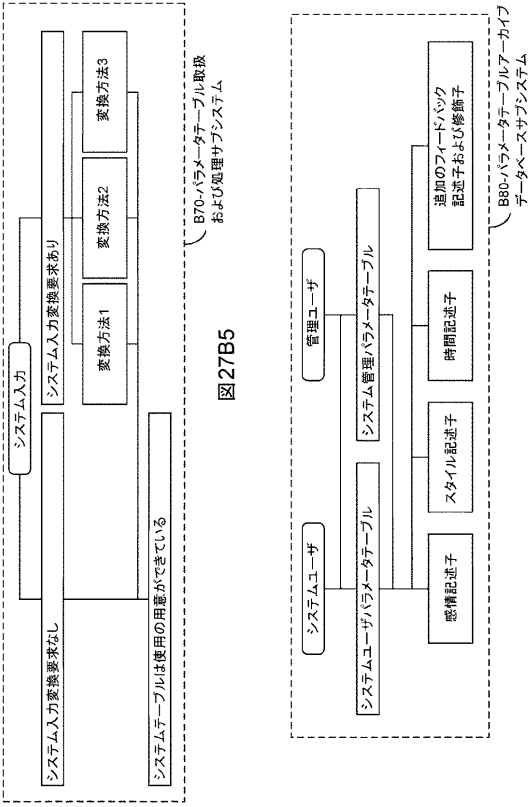 システム入力
システム入力変換要求なし
システム入力変換要求あり
変換方法1
変換方法2
変換方法3
システムテーブルは使用の用意ができている
B70-パラメータテーブル取扱
および処理サブシステム
図27B5
システムユーザ
管理ユーザ
システムユーザパラメータテーブル
システム管理パラメータテーブル
感情記述子
スタイル記述子
時間記述子
追加のフィードバック
記述子および修飾子
B80-パラメータテーブルアーカイブ
データベースサブシステム